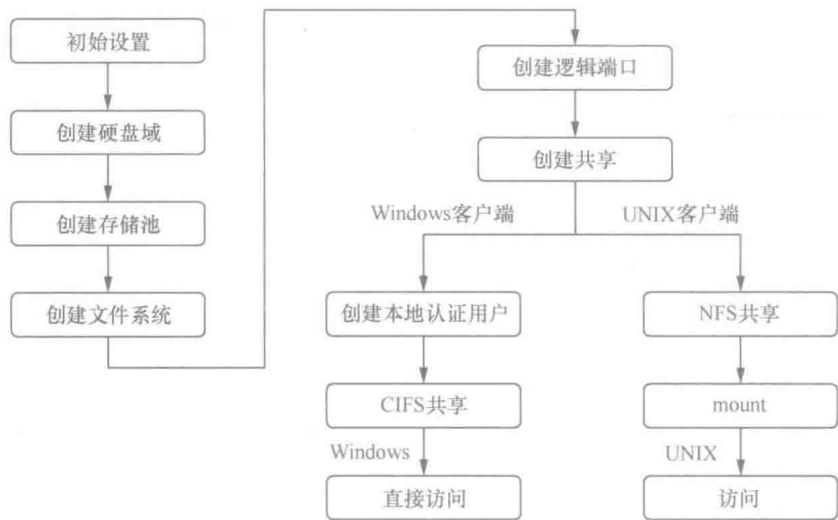 初始设置
创建硬盘域
创建存储池
创建文件系统
创建逻辑端口
创建共享
Windows客户端
UNIX客户端
创建本地认证用户
NFS共享
CIFS共享
mount
Windows
UNIX
直接访问
访问